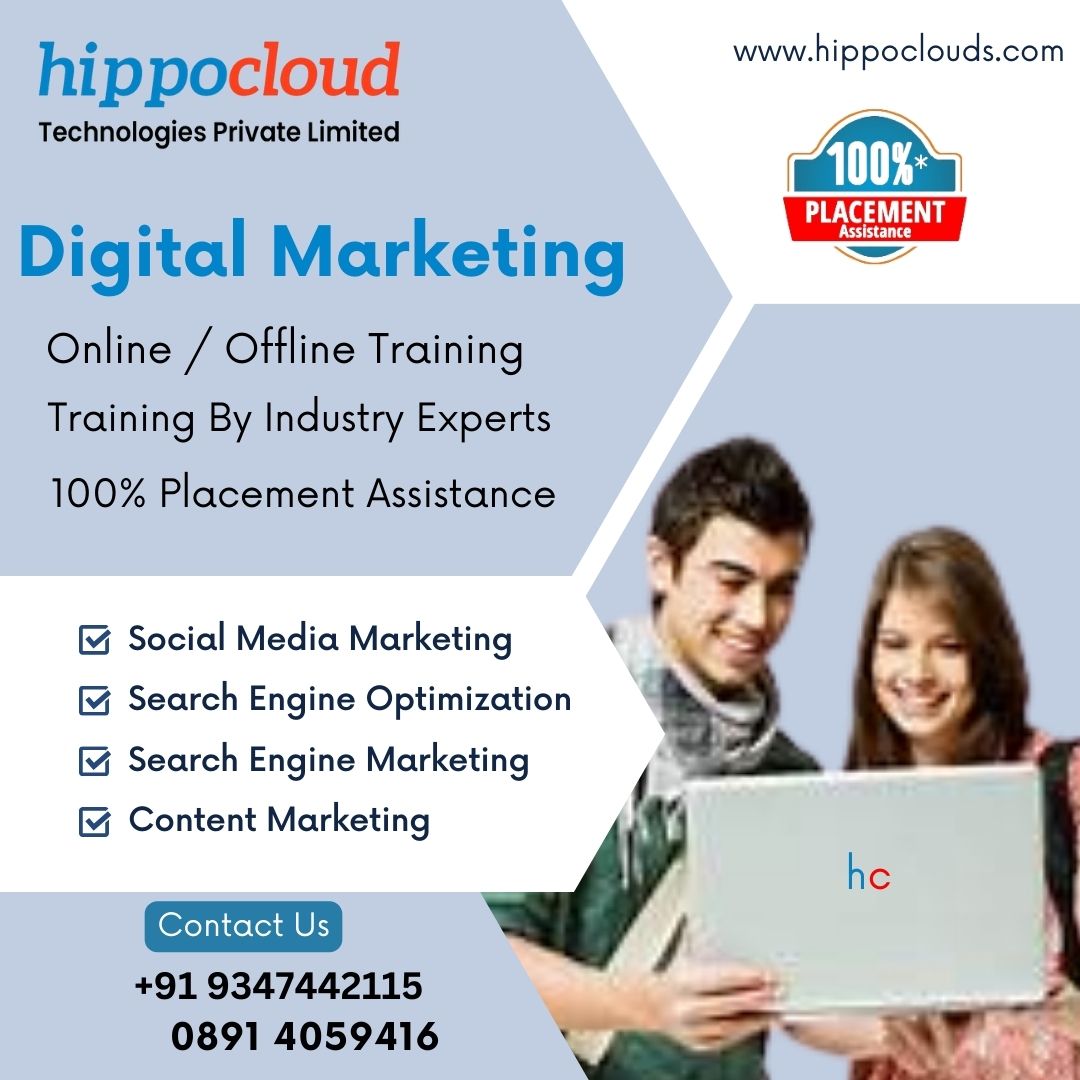 hippocloud
Technologies Private Limited
www.hippoclouds.com
100%*
PLACEMENT
Assistance
Digital Marketing
Online / Offline Training
Training By Industry Experts
100% Placement Assistance
Social Media Marketing
Search Engine Optimization
Search Engine Marketing
Content Marketing
hc
Contact Us
+91 9347442115
0891 4059416